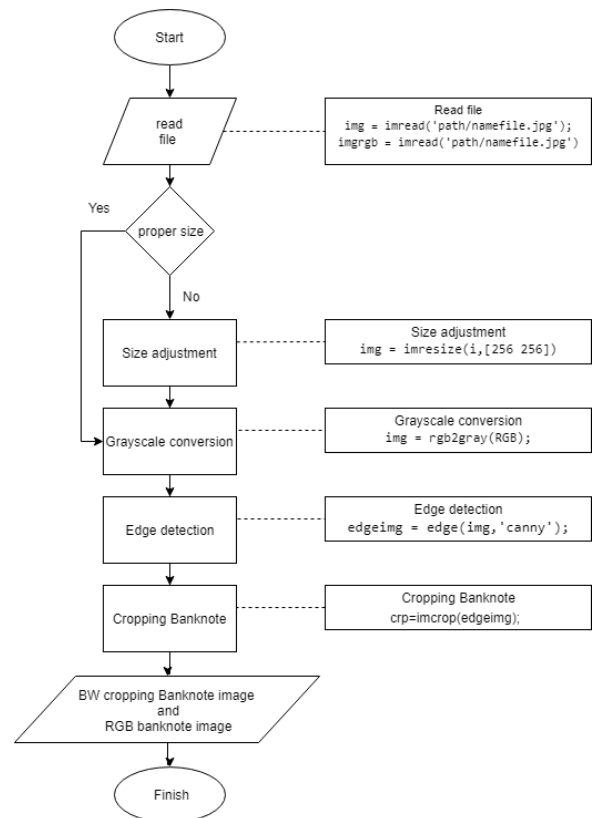 Start
read
file
Read file
img = imread('path/namefile.jpg');
imgrgb = imread('path/namefile.jpg')
Yes
proper size
No
Size adjustment
Size adjustment
img = imresize(i,[256 256])
Grayscale conversion
Grayscale conversion
img = rgb2gray(RGB);
Edge detection
Edge detection
edgeimg = edge(img,'canny');
Cropping Banknote
Cropping Banknote
crp=imcrop(edgeimg);
BW cropping Banknote image
and
RGB banknote image
Finish